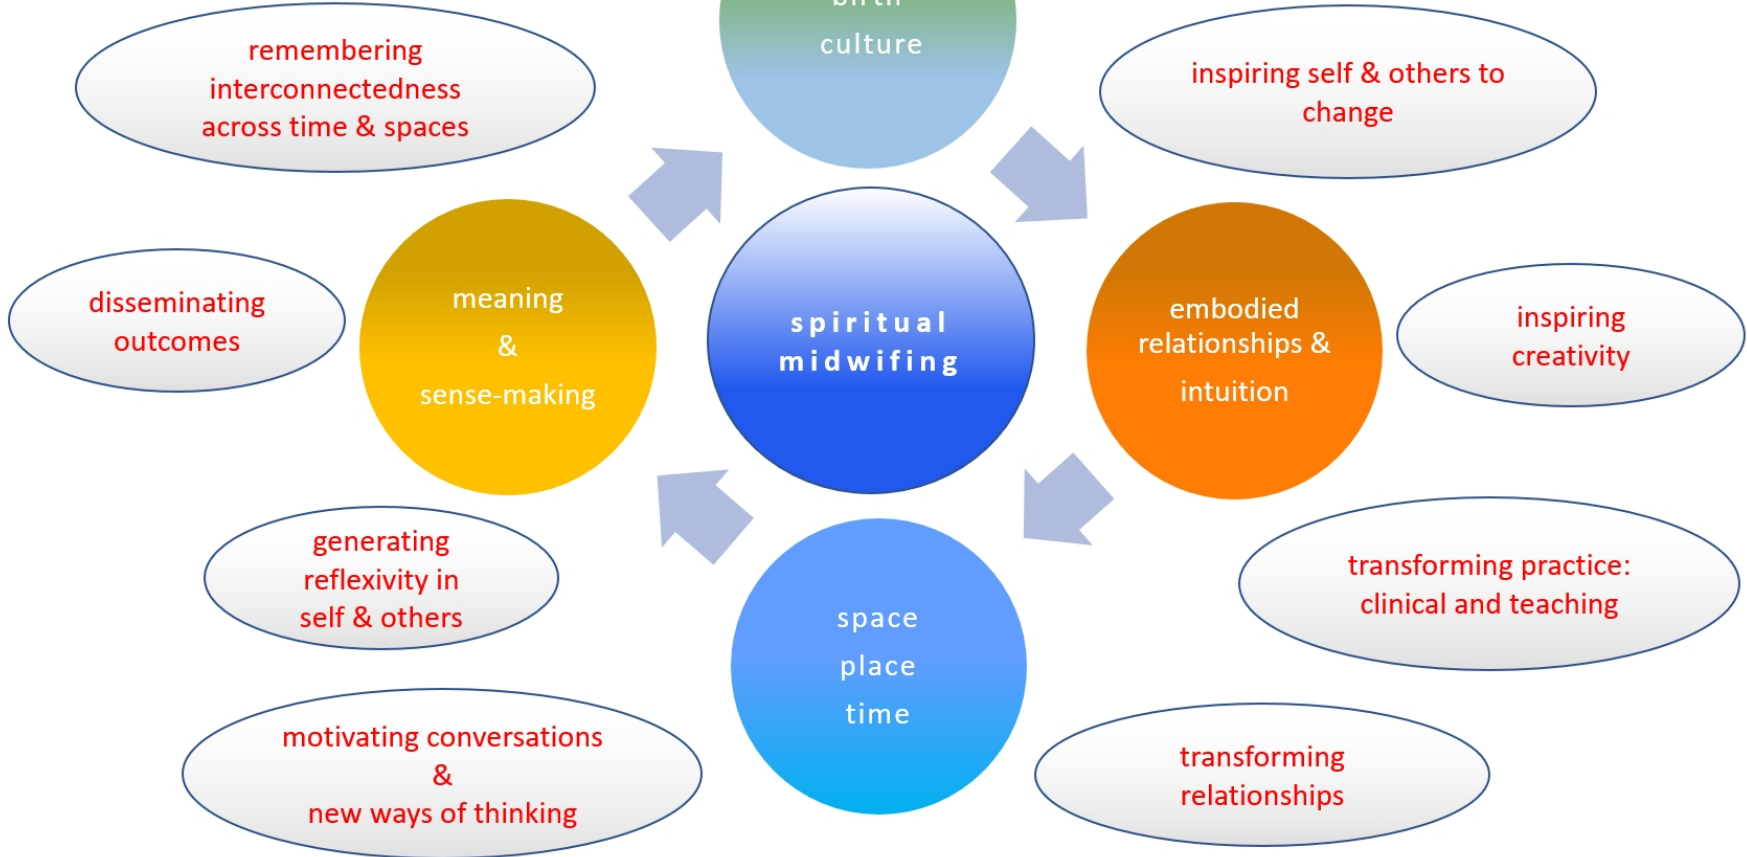 birth
culture
remembering
interconnectedness
across time & spaces
inspiring self & others to
change
meaning
&
sense-making
spiritual
midwifing
embodied
relationships &
intuition
disseminating
outcomes
inspiring
creativity
generating
reflexivity in
self & others
transforming practice:
clinical and teaching
space
place
time
motivating conversations
&
new ways of thinking
transforming
relationships